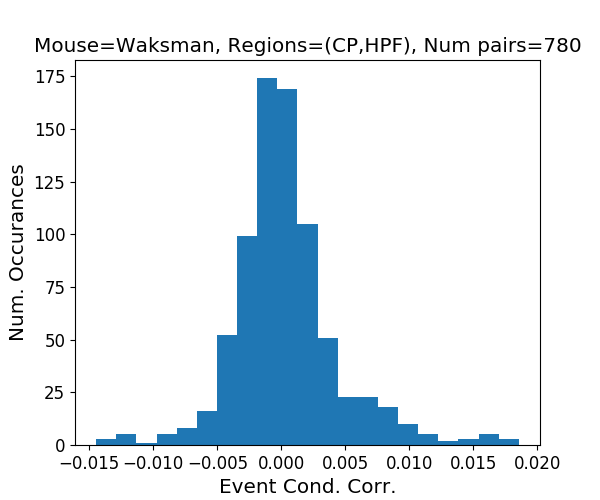 Mouse=Waksman, Regions=(CP,HPF), Num pairs=780
175
150
125
100
75
50
25
0
Num. Occurances
−0.015 −0.010 −0.005 0.000 0.005 0.010 0.015 0.020
Event Cond. Corr.